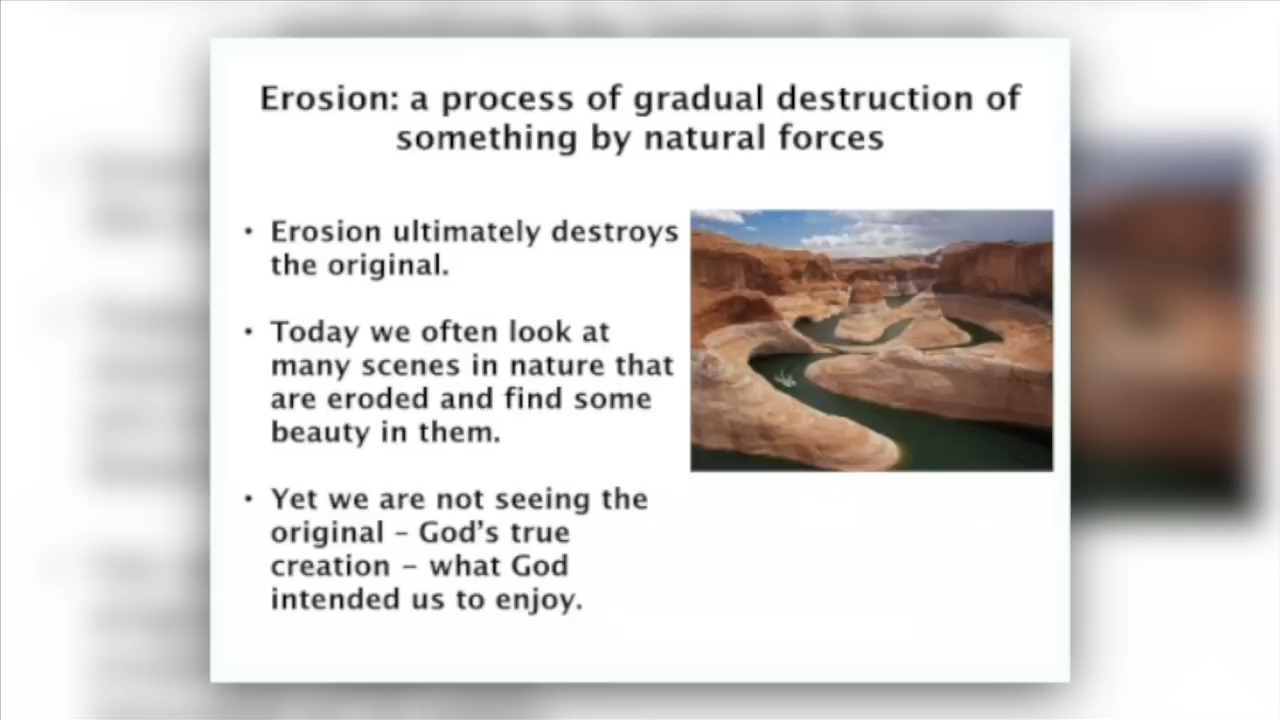 Erosion: a process of gradual destruction of
something by natural forces
• Erosion ultimately destroys
the original.
• Today we often look at
many scenes in nature that
are eroded and find some
beauty in them.
• Yet we are not seeing the
original – God's true
creation – what God
intended us to enjoy.